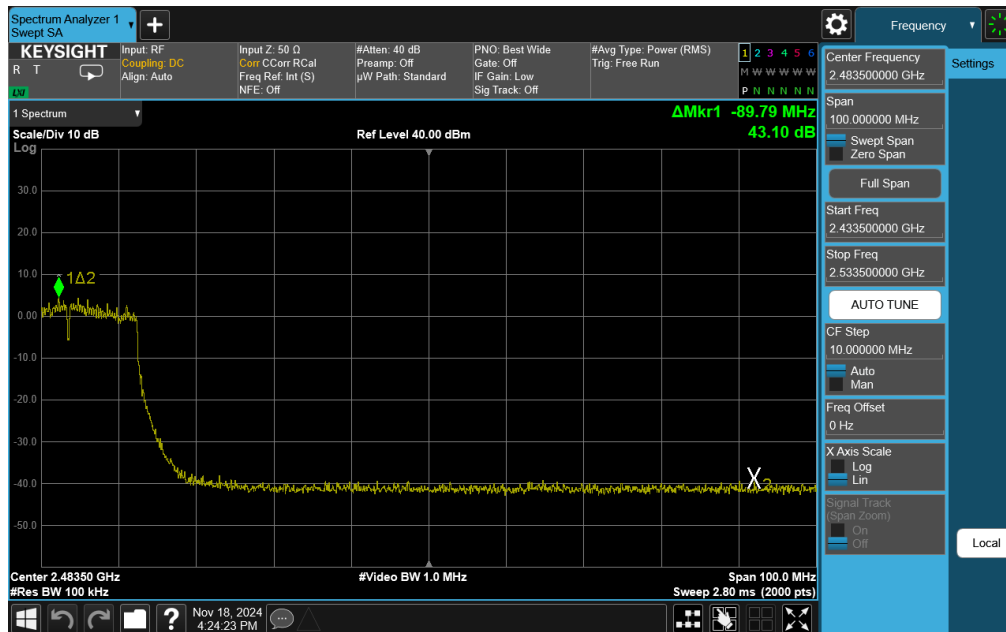 Spectrum Analyzer 1
Swept SA
+
Frequency
KEYSIGHT
R T
LXI
Input: RF
Coupling: DC
Align: Auto
Input Z: 50 Ω
Corr CCorr RCal
Freq Ref: Int (S)
NFE: Off
#Atten: 40 dB
Preamp: Off
µW Path: Standard
PNO: Best Wide
Gate: Off
IF Gain: Low
Sig Track: Off
#Avg Type: Power (RMS)
Trig: Free Run
1 2 3 4 5 6
M W W W W W
P N N N N N
1 Spectrum
ΔMkr1 -89.79 MHz
43.10 dB
Scale/Div 10 dB
Ref Level 40.00 dBm
Log
30.0
20.0
10.0
0.00
-10.0
-20.0
-30.0
-40.0
-50.0
1Δ2
X2
Center 2.48350 GHz
#Video BW 1.0 MHz
Span 100.0 MHz
#Res BW 100 kHz
Sweep 2.80 ms (2000 pts)
Center Frequency
2.483500000 GHz
Settings
Span
100.000000 MHz
Swept Span
Zero Span
Full Span
Start Freq
2.433500000 GHz
Stop Freq
2.533500000 GHz
AUTO TUNE
CF Step
10.000000 MHz
Auto
Man
Freq Offset
0 Hz
X Axis Scale
Log
Lin
Signal Track
(Span Zoom)
On
Off
Local
?
Nov 18, 2024
4:24:23 PM